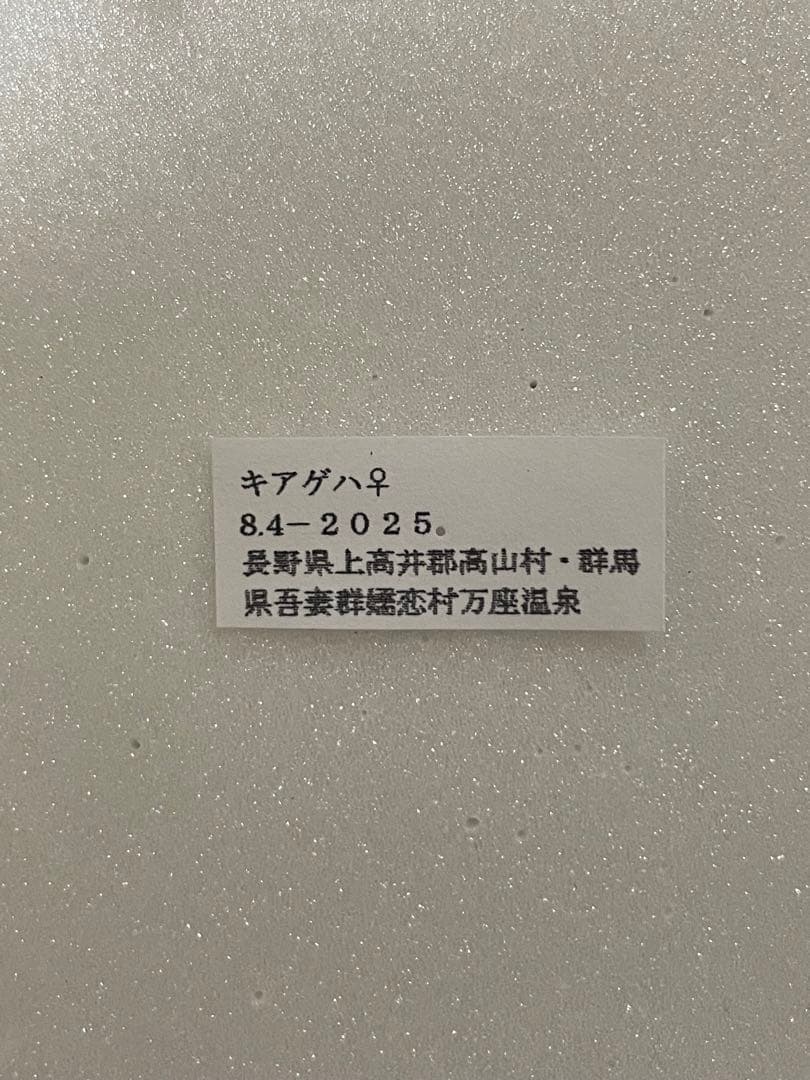 キアゲハ♀
8.4－２０２５。
長野県上高井郡高山村・群馬
県吾妻群嬬恋村万座温泉